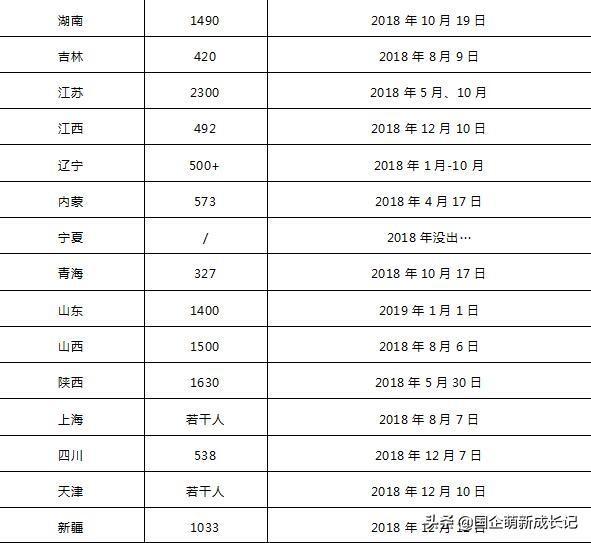 湖南 1490 2018 年 10 月 19 日
吉林 420 2018 年 8 月 9 日
江苏 2300 2018 年 5 月、10 月
江西 492 2018 年 12 月 10 日
辽宁 500+ 2018 年 1 月-10 月
内蒙 573 2018 年 4 月 17 日
宁夏 / 2018 年没出…
青海 327 2018 年 10 月 17 日
山东 1400 2019 年 1 月 1 日
山西 1500 2018 年 8 月 6 日
陕西 1630 2018 年 5 月 30 日
上海 若干人 2018 年 8 月 7 日
四川 538 2018 年 12 月 7 日
天津 若干人 2018 年 12 月 10 日
新疆 1033 2018 年 12 月 日
头条 @国企萌新成长记